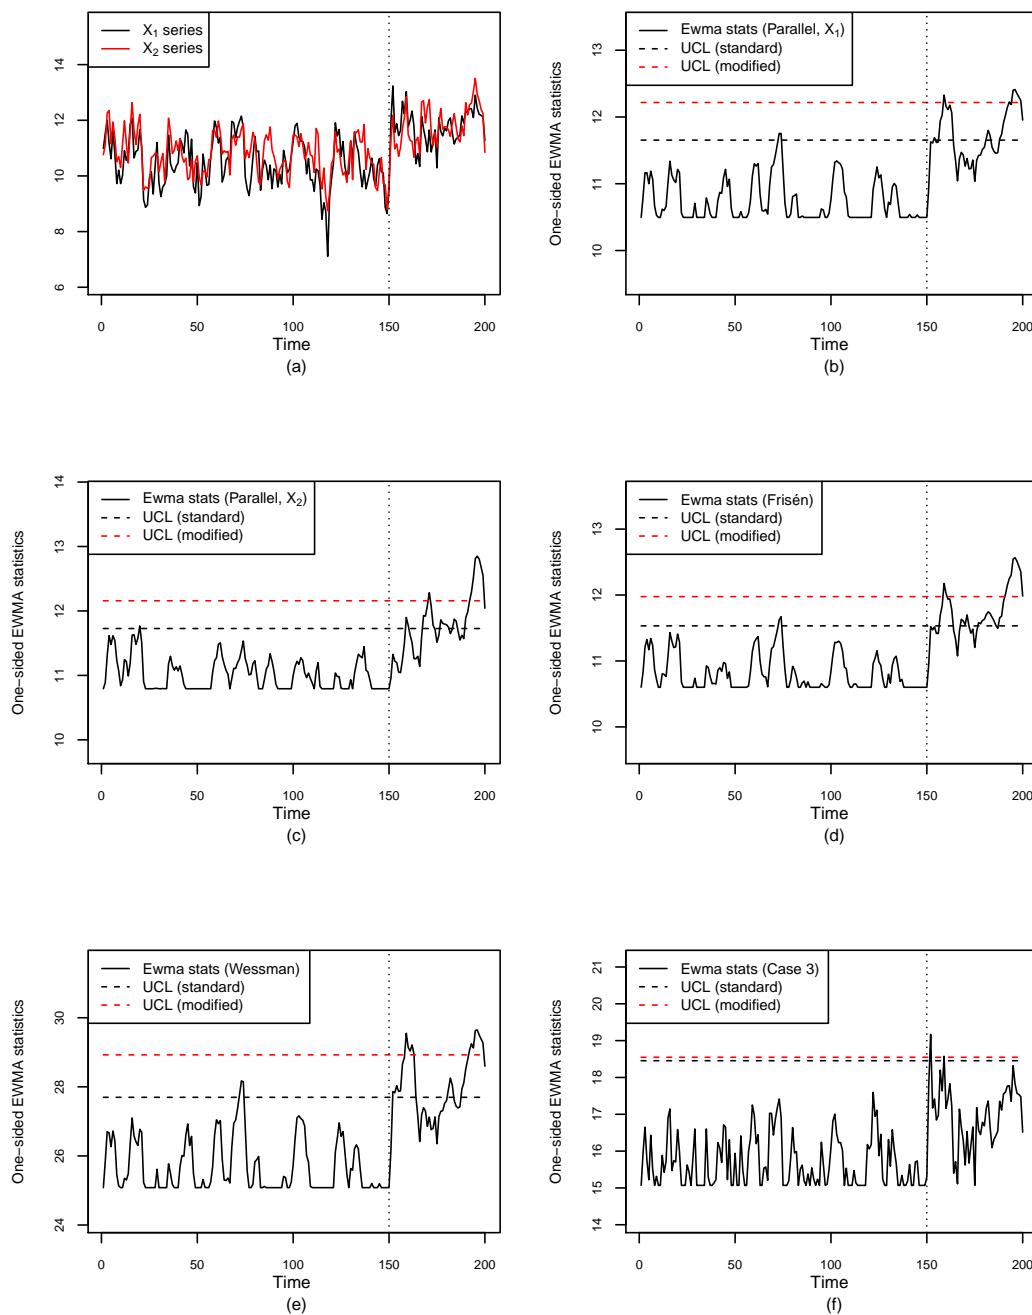 X1 series
X2 series
6
8
10
12
14
0
50
100
150
200
Time
(a)
Ewma stats (Parallel, X1)
UCL (standard)
UCL (modified)
One−sided EWMA statistics
10
11
12
13
0
50
100
150
200
Time
(b)
Ewma stats (Parallel, X2)
UCL (standard)
UCL (modified)
One−sided EWMA statistics
10
11
12
13
14
0
50
100
150
200
Time
(c)
Ewma stats (Frisén)
UCL (standard)
UCL (modified)
One−sided EWMA statistics
10
11
12
13
0
50
100
150
200
Time
(d)
Ewma stats (Wessman)
UCL (standard)
UCL (modified)
One−sided EWMA statistics
24
26
28
30
0
50
100
150
200
Time
(e)
Ewma stats (Case 3)
UCL (standard)
UCL (modified)
One−sided EWMA statistics
14
15
16
17
18
19
20
21
0
50
100
150
200
Time
(f)